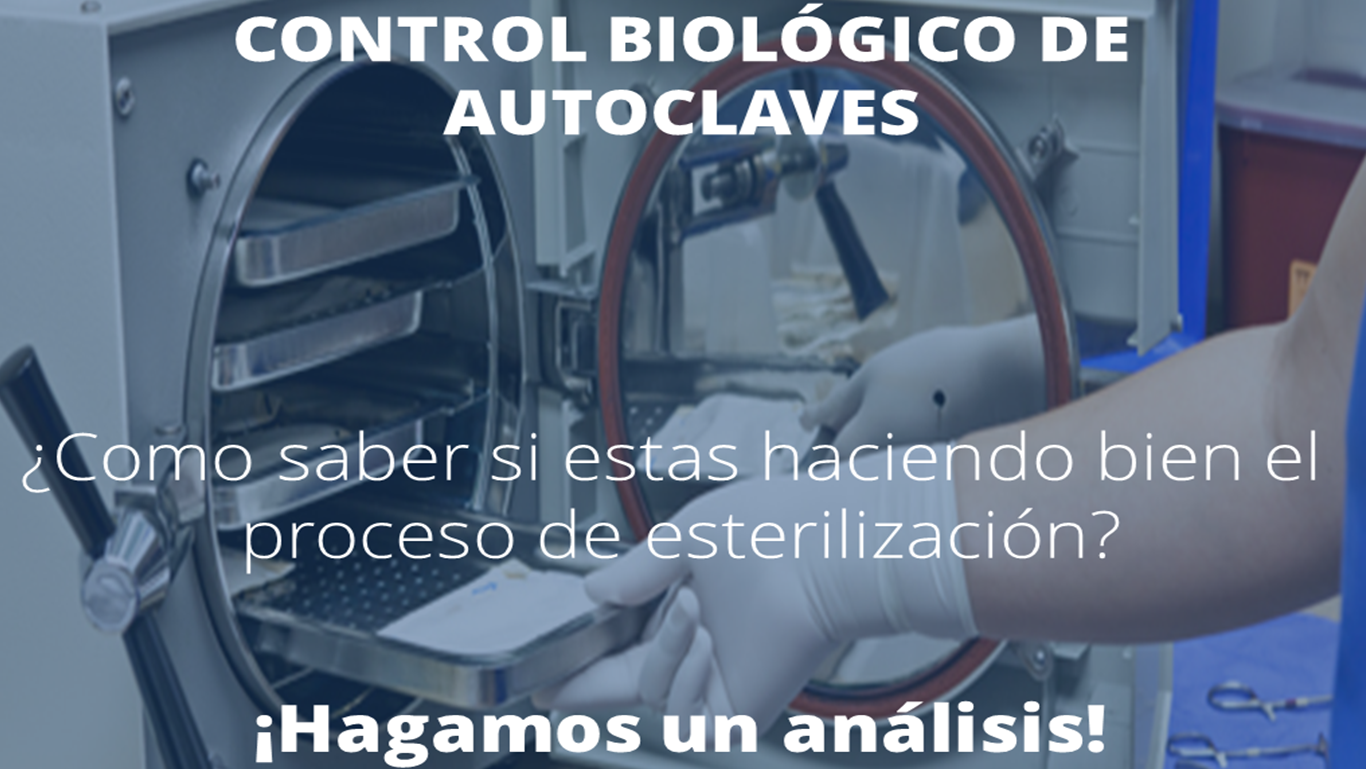 CONTROL BIOLÓGICO DE
AUTOCLAVES
¿Como saber si estas haciendo bien el
proceso de esterilización?
¡Hagamos un análisis!